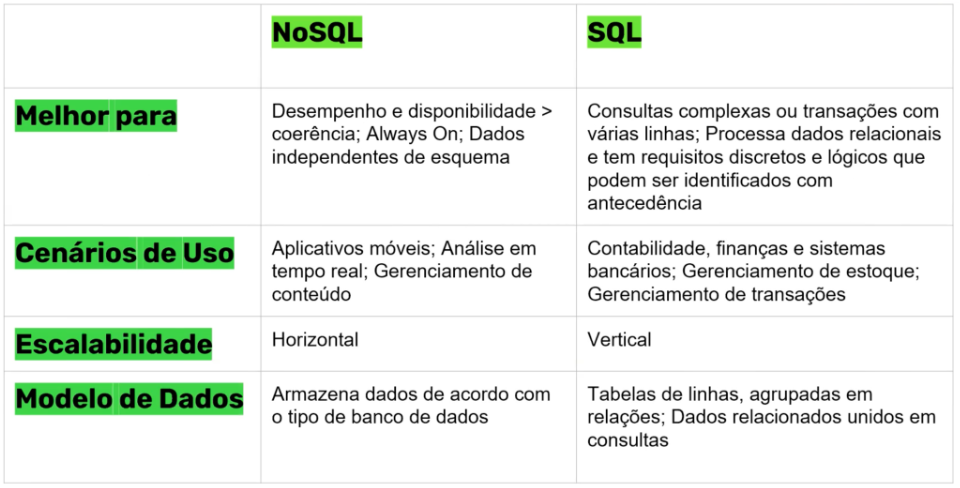 NoSQL
SQL
Melhor para
Desempenho e disponibilidade >
coerência; Always On; Dados
independentes de esquema
Consultas complexas ou transações com
várias linhas; Processa dados relacionais
e tem requisitos discretos e lógicos que
podem ser identificados com
antecedência
Cenários de Uso
Aplicativos móveis; Análise em
tempo real; Gerenciamento de
conteúdo
Contabilidade, finanças e sistemas
bancários; Gerenciamento de estoque;
Gerenciamento de transações
Escalabilidade
Horizontal
Vertical
Modelo de Dados
Armazena dados de acordo com
o tipo de banco de dados
Tabelas de linhas, agrupadas em
relações; Dados relacionados unidos em
consultas